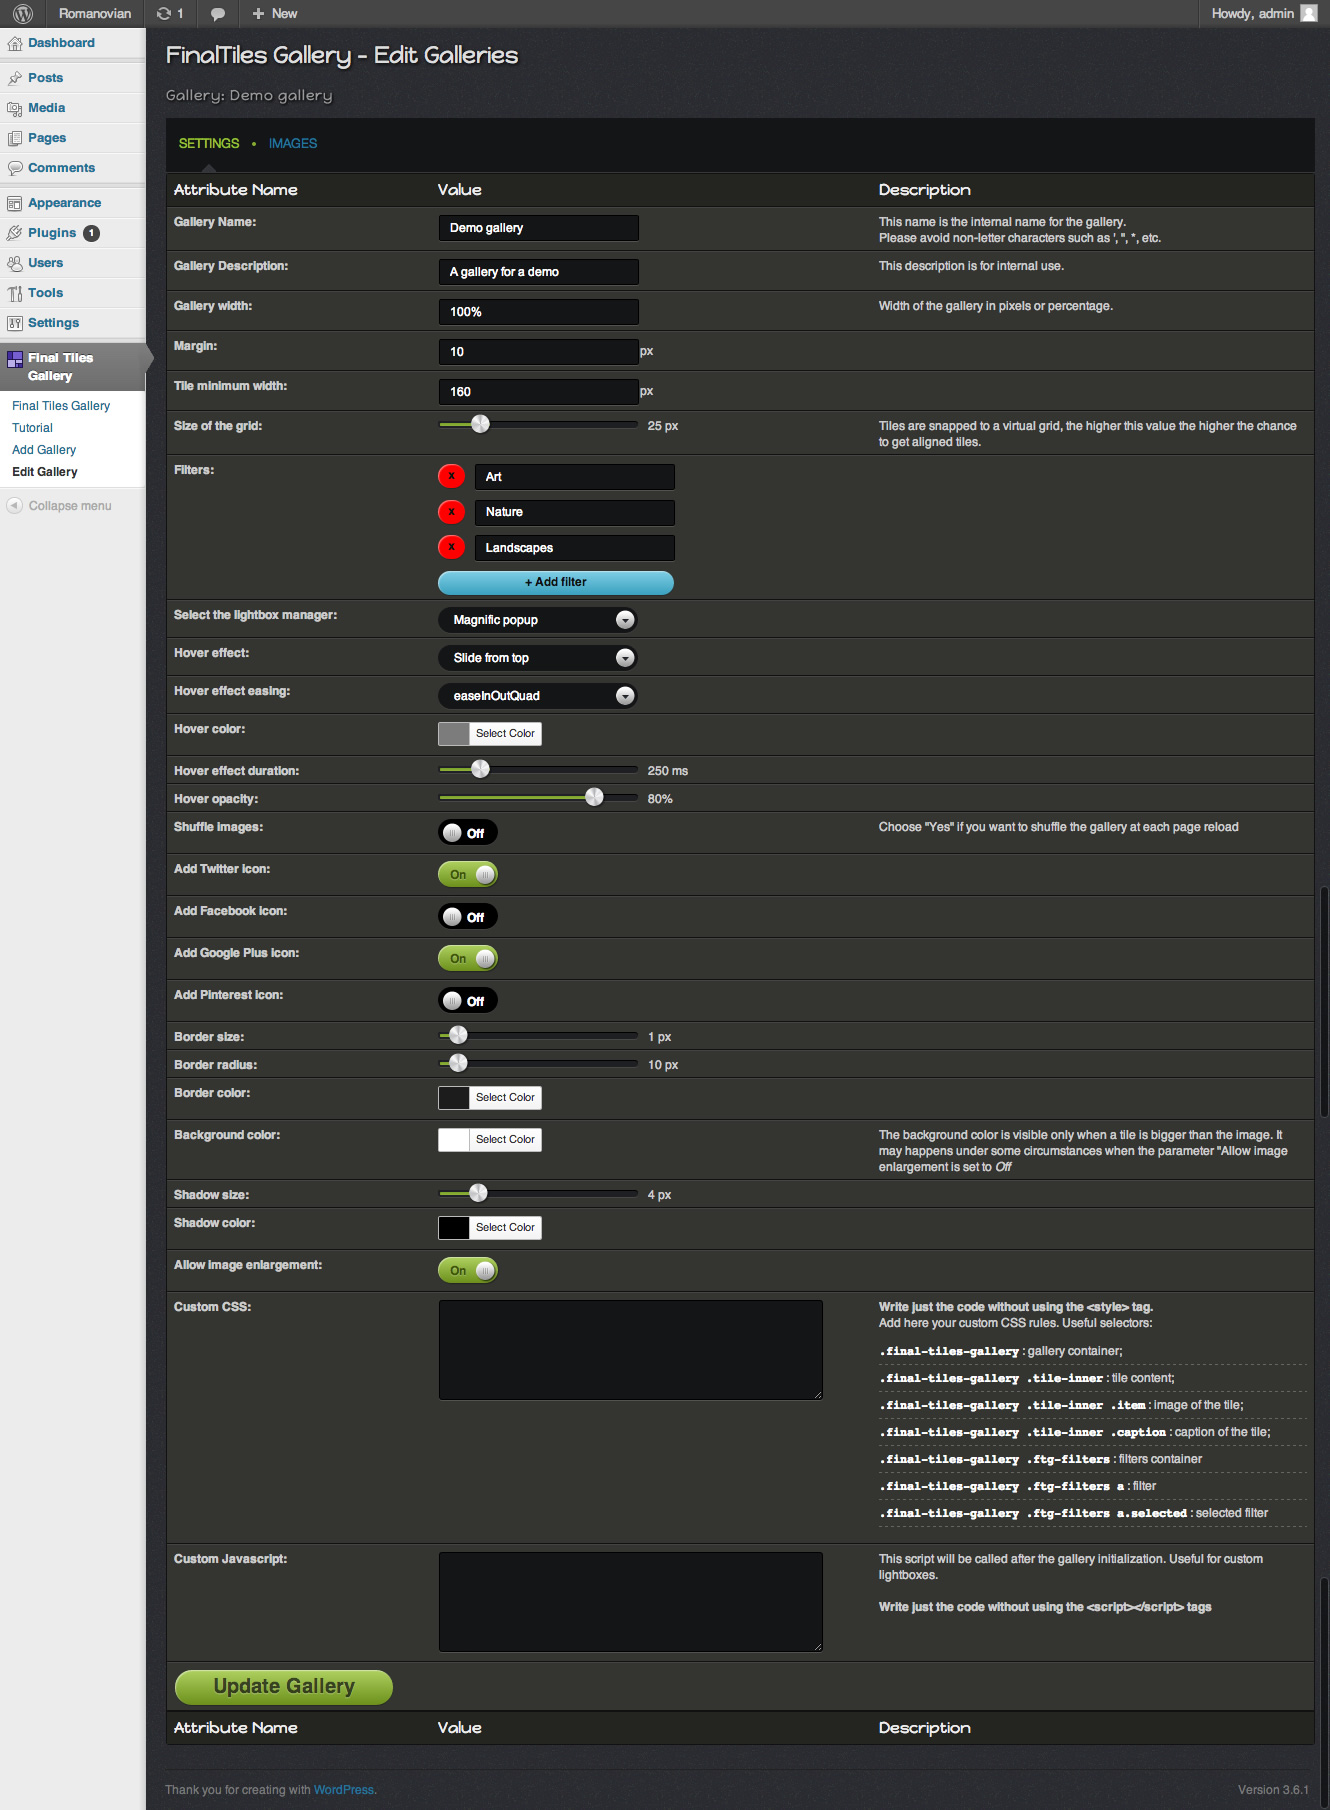 Romanovian
1
New
Howdy, admin
Dashboard
Posts
Media
Pages
Comments
Appearance
Plugins 1
Users
Tools
Settings
Final Tiles
Gallery
Final Tiles Gallery
Tutorial
Add Gallery
Edit Gallery
Collapse menu
FinalTiles Gallery - Edit Galleries
Gallery: Demo gallery
SETTINGS • IMAGES
Attribute Name Value Description
Gallery Name: Demo gallery This name is the internal name for the gallery.
Please avoid non-letter characters such as ', ", *, etc.
Gallery Description: A gallery for a demo This description is for internal use.
Gallery width: 100% Width of the gallery in pixels or percentage.
Margin: 10 px
Tile minimum width: 160 px
Size of the grid: 25 px Tiles are snapped to a virtual grid, the higher this value the higher the chance
to get aligned tiles.
Filters: x Art
x Nature
x Landscapes
+ Add filter
Select the lightbox manager: Magnific popup
Hover effect: Slide from top
Hover effect easing: easeInOutQuad
Hover color: Select Color
Hover effect duration: 250 ms
Hover opacity: 80%
Shuffle images: Off Choose "Yes" if you want to shuffle the gallery at each page reload
Add Twitter icon: On
Add Facebook icon: Off
Add Google Plus icon: On
Add Pinterest icon: Off
Border size: 1 px
Border radius: 10 px
Border color: Select Color
Background color: Select Color The background color is visible only when a tile is bigger than the image. It
may happens under some circumstances when the parameter "Allow image
enlargement is set to Off
Shadow size: 4 px
Shadow color: Select Color
Allow image enlargement: On
Custom CSS: Write just the code without using the <style> tag.
Add here your custom CSS rules. Useful selectors:
.final-tiles-gallery : gallery container;
.final-tiles-gallery .tile-inner : tile content;
.final-tiles-gallery .tile-inner .item : image of the tile;
.final-tiles-gallery .tile-inner .caption : caption of the tile;
.final-tiles-gallery .ftg-filters : filters container
.final-tiles-gallery .ftg-filters a : filter
.final-tiles-gallery .ftg-filters a.selected : selected filter
Custom Javascript: This script will be called after the gallery initialization. Useful for custom
lightboxes.
Write just the code without using the <script></script> tags
Update Gallery
Attribute Name Value Description
Thank you for creating with WordPress. Version 3.6.1